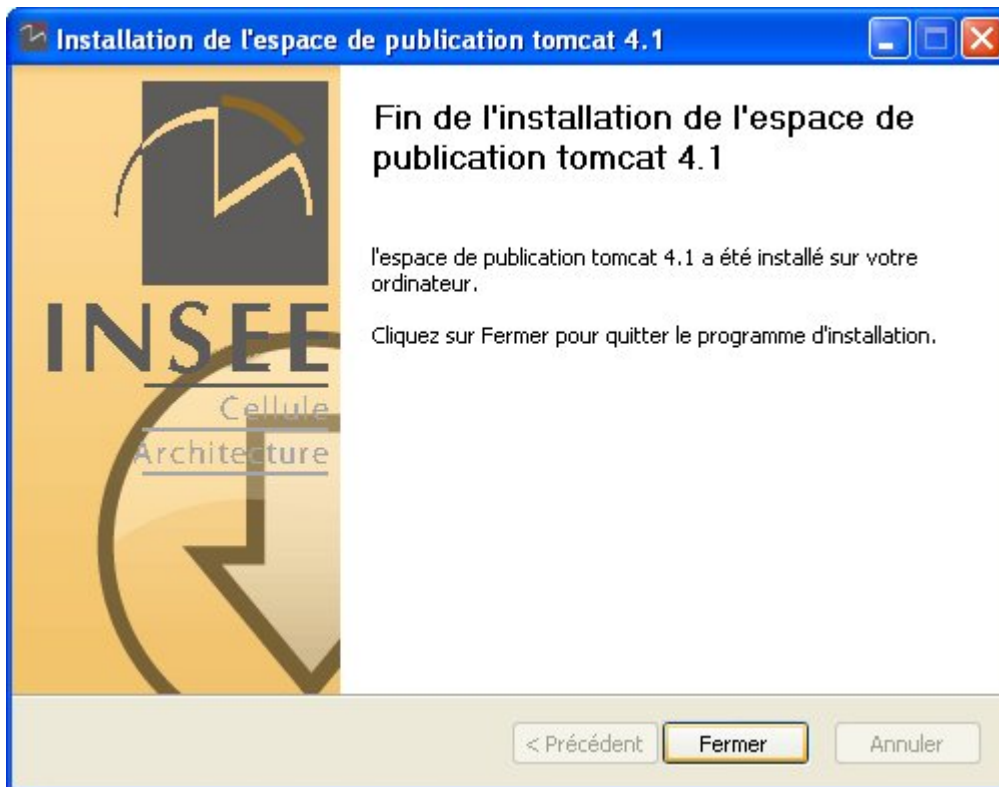 Installation de l'espace de publication tomcat 4.1
Fin de l'installation de l'espace de
publication tomcat 4.1
l'espace de publication tomcat 4.1 a été installé sur votre
ordinateur.
Cliquez sur Fermer pour quitter le programme d'installation.
INSEE
Cellule
Architecture
< Précédent
Fermer
Annuler